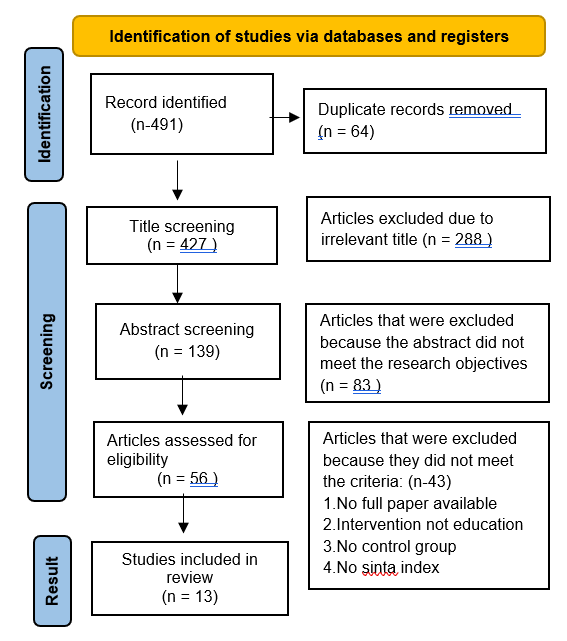 Identification of studies via databases and registers
Identification
Record identified
(n-491)
Duplicate records removed
(n = 64)
Screening
Title screening
(n = 427 )
Articles excluded due to
irrelevant title (n = 288 )
Abstract screening
(n = 139)
Articles that were excluded
because the abstract did not
meet the research objectives
(n = 83 )
Articles assessed for
eligibility
(n = 56 )
Articles that were excluded
because they did not meet
the criteria: (n-43)
1.No full paper available
2.Intervention not education
3.No control group
4.No sinta index
Result
Studies included in
review
(n = 13)